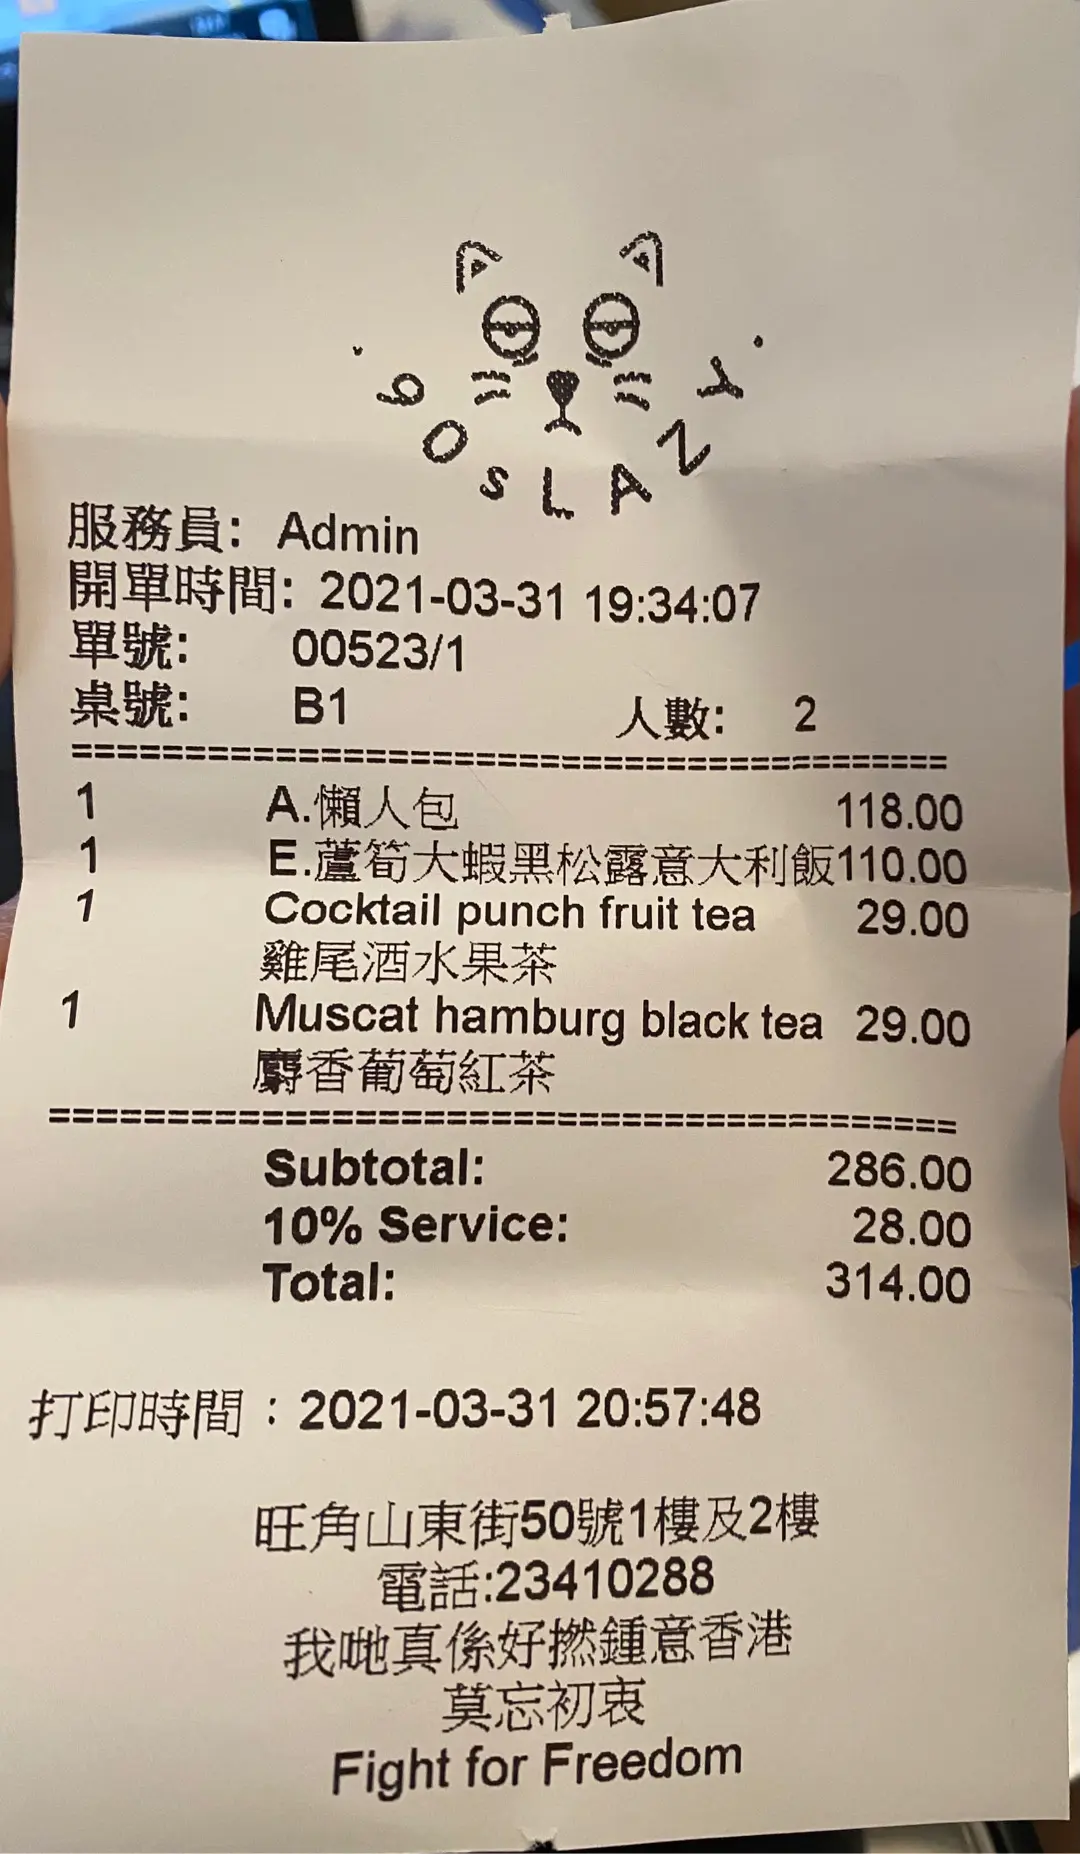 服務員: Admin
開單時間: 2021-03-31 19:34:07
單號: 00523/1
桌號: B1 人數: 2
================================================
1 A.懶人包 118.00
1 E.蘆筍大蝦黑松露意大利飯110.00
1 Cocktail punch fruit tea 29.00
雞尾酒水果茶
1 Muscat hamburg black tea 29.00
麝香葡萄紅茶
================================================
Subtotal: 286.00
10% Service: 28.00
Total: 314.00
打印時間：2021-03-31 20:57:48
旺角山東街50號1樓及2樓
電話:23410288
我哋真係好撚鍾意香港
莫忘初衷
Fight for Freedom